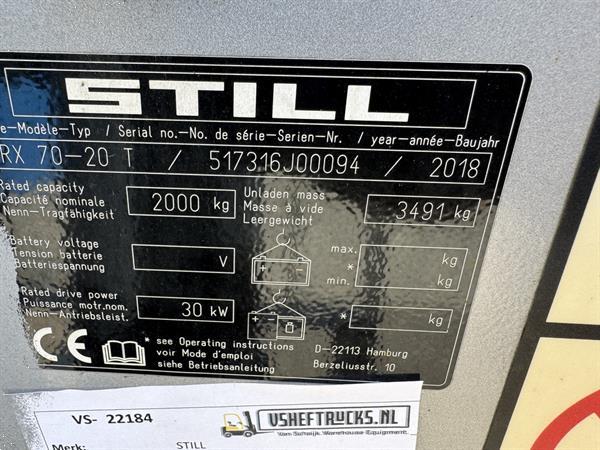 STILL
e-Modèle-Typ / Serial no.-No. de série-Serien-Nr. / year-année-Baujahr
RX 70-20 T / 517316J00094 / 2018
Rated capacity
Capacité nominale
Nenn-Tragfähigkeit
2000 kg
Unladen mass
Masse à vide
Leergewicht
3491 kg
Battery voltage
Tension batterie
Batteriespannung
V
max. kg
*
min. kg
Rated drive power
Puissance motr.nom.
Nenn-Antriebsleist.
30 kW
* kg
CE
* see Operating instructions
voir Mode d'emploi
siehe Betriebsanleitung
D-22113 Hamburg
Berzeliusstr. 10
VS- 22184
VSHEFTRUCKS.NL
Van Schaijk Warehouse Equipment.
Merk: STILL